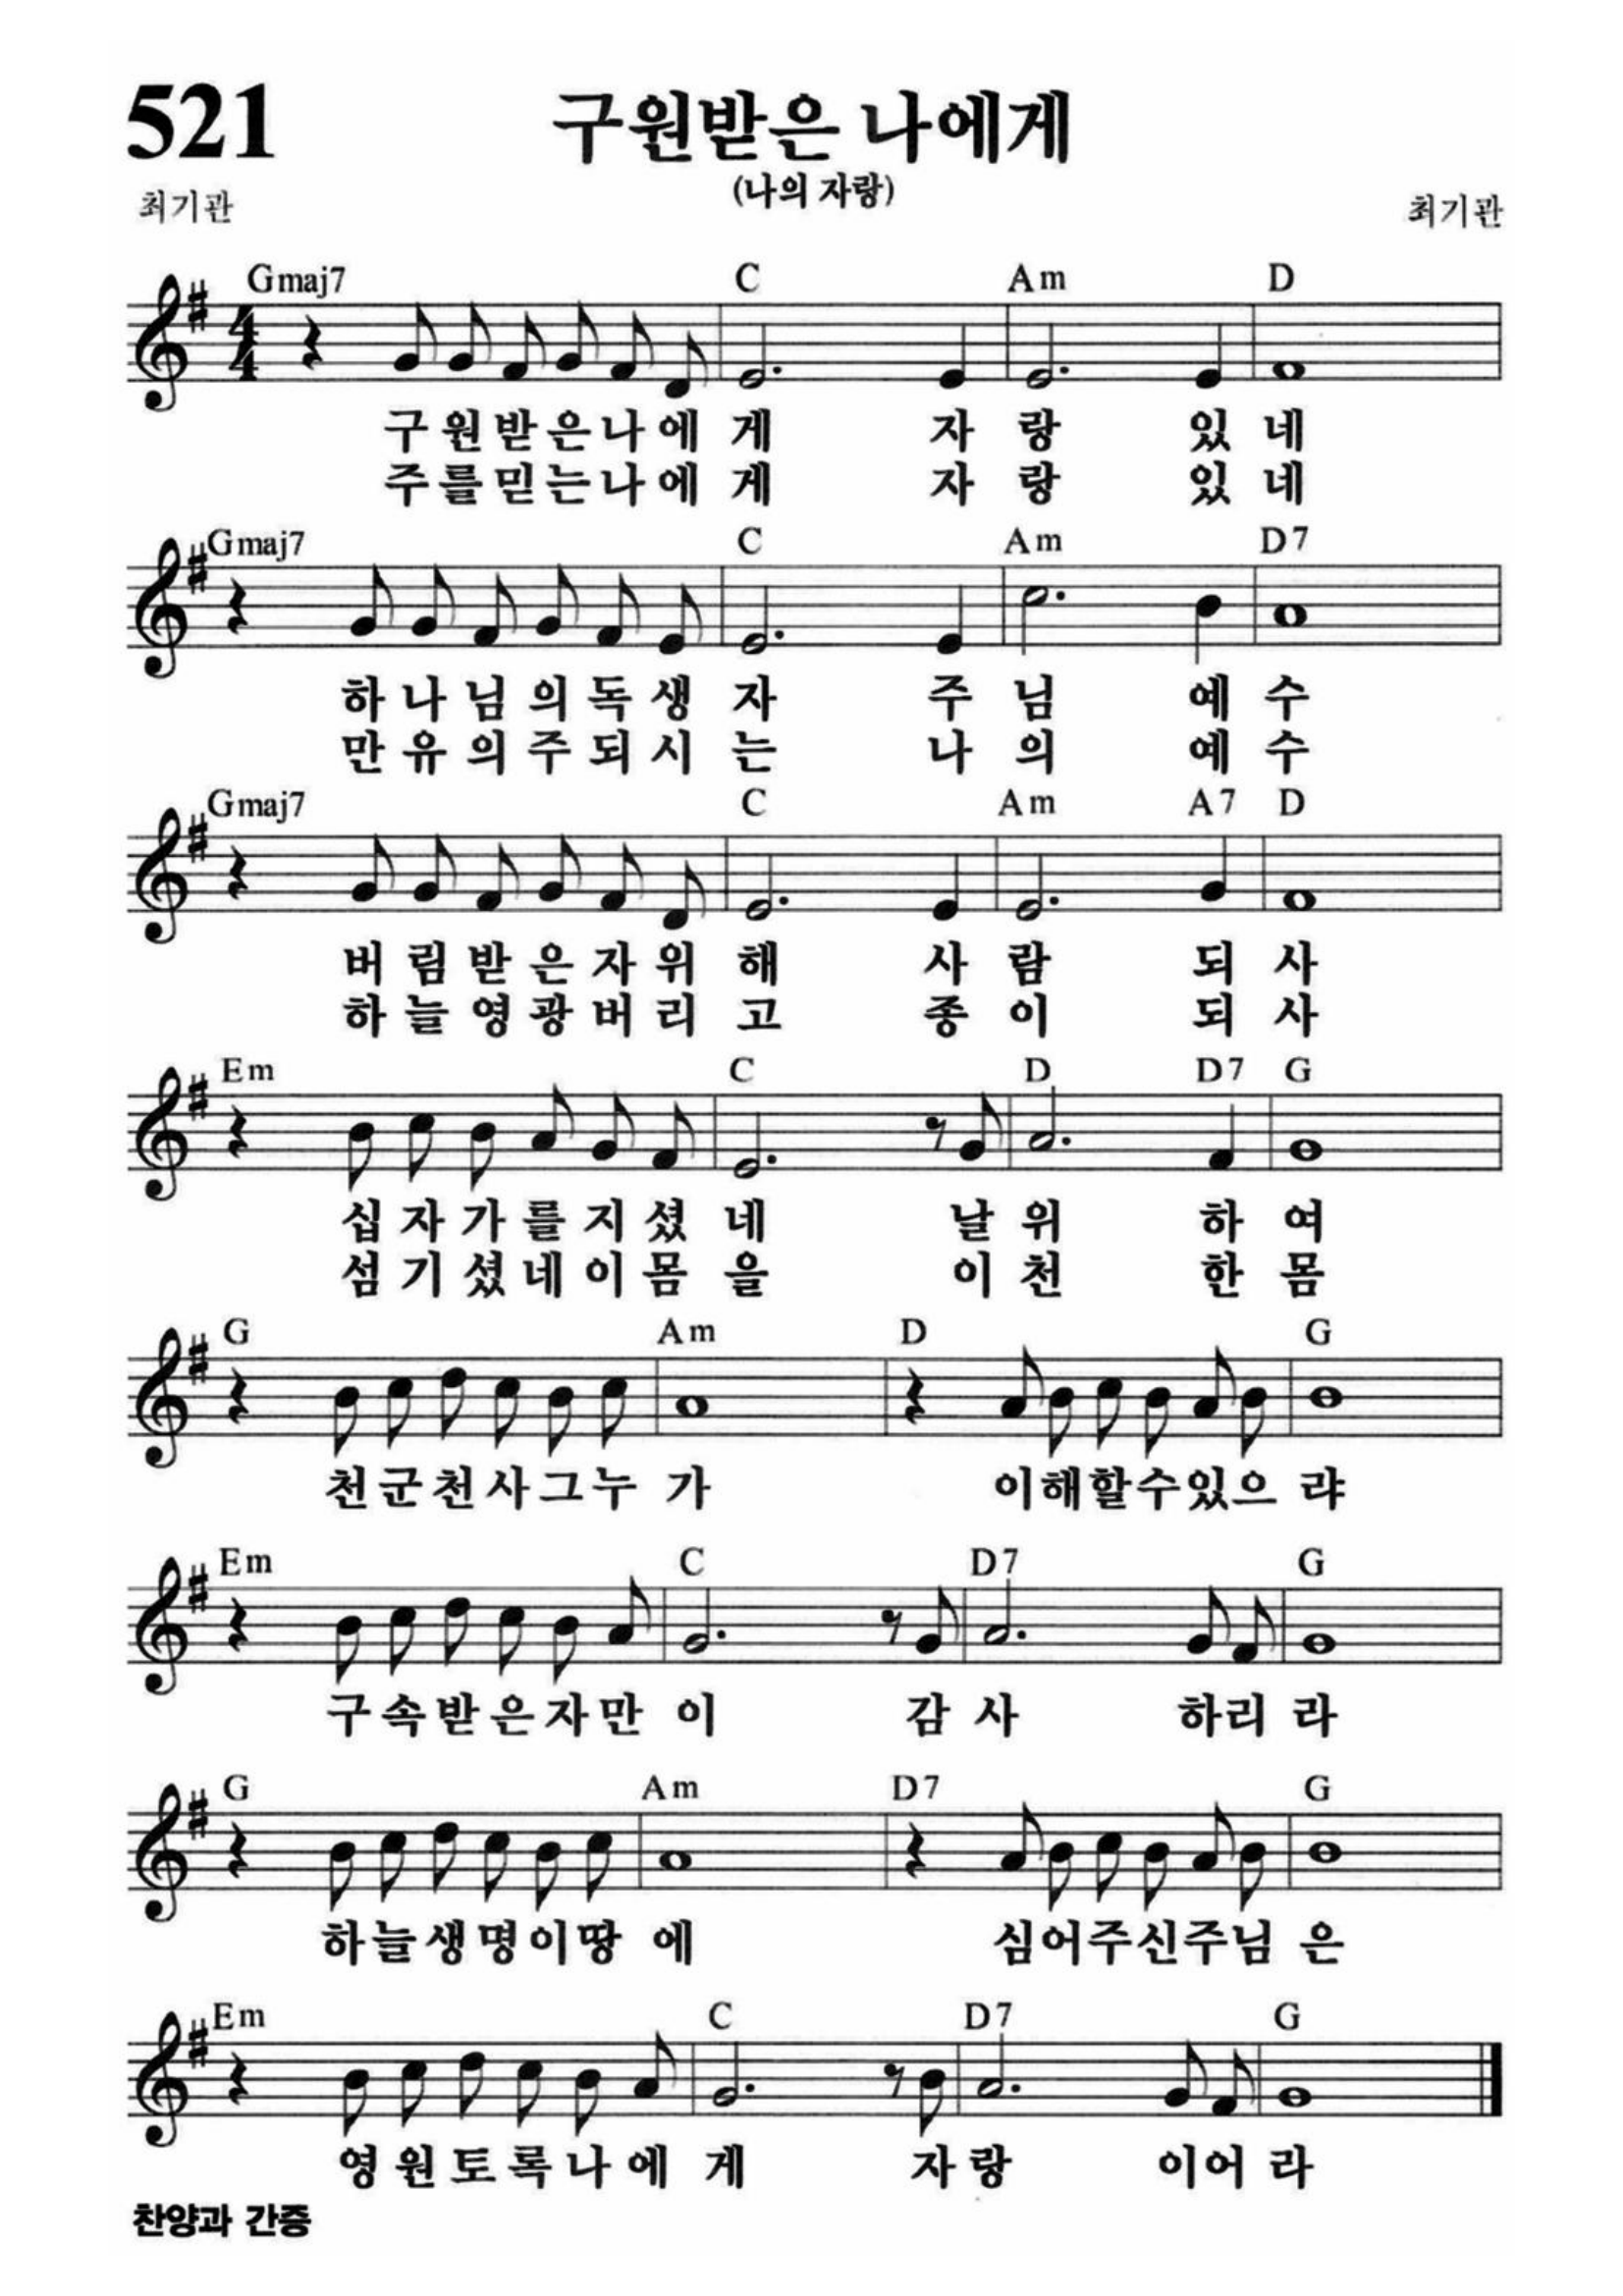 521
구원받은 나에게
(나의 자랑)
최기관 최기관
Gmaj7 C Am D
구원받은나에게 자랑 있네
주를믿는나에게 자랑 있네
Gmaj7 C Am D7
하나님의독생자 주님 예수
만유의주되시는 나의 예수
Gmaj7 C Am A7 D
버림받은자위해 사람 되사
하늘영광버리고 종이 되사
Em C D D7 G
십자가를지셨네 날위 하여
섬기셨네이몸을 이천 한몸
G Am D G
천군천사그누가 이해할수있으랴
Em C D7 G
구속받은자만이 감사 하리라
G Am D7 G
하늘생명이땅에 심어주신주님은
Em C D7 G
영원토록나에게 자랑 이어라
찬양과 간증